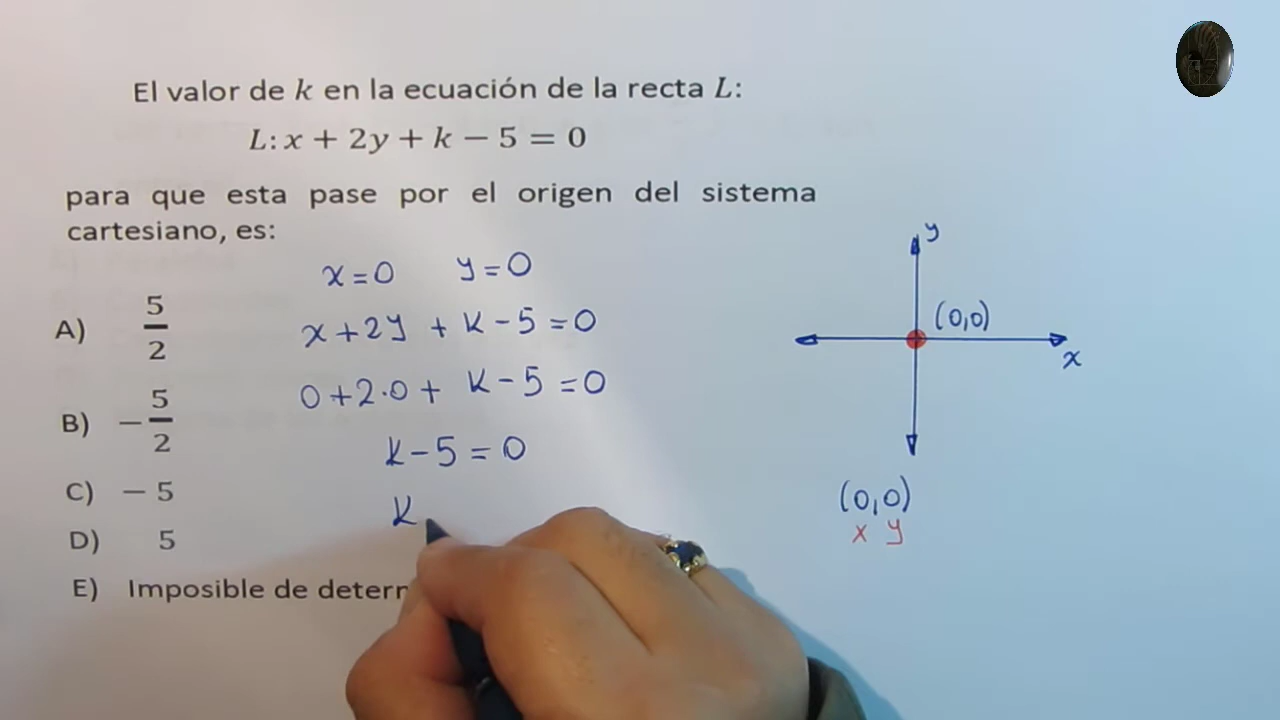 El valor de k en la ecuación de la recta L:
L: x + 2y + k − 5 = 0
para que esta pase por el origen del sistema
cartesiano, es:
A) 5/2
B) −5/2
C) − 5
D) 5
E) Imposible de
x=0 y=0
x+2y + k-5=0
0+2·0+ k-5=0
k-5=0
k
y
(0,0)
x
(0,0)
x y